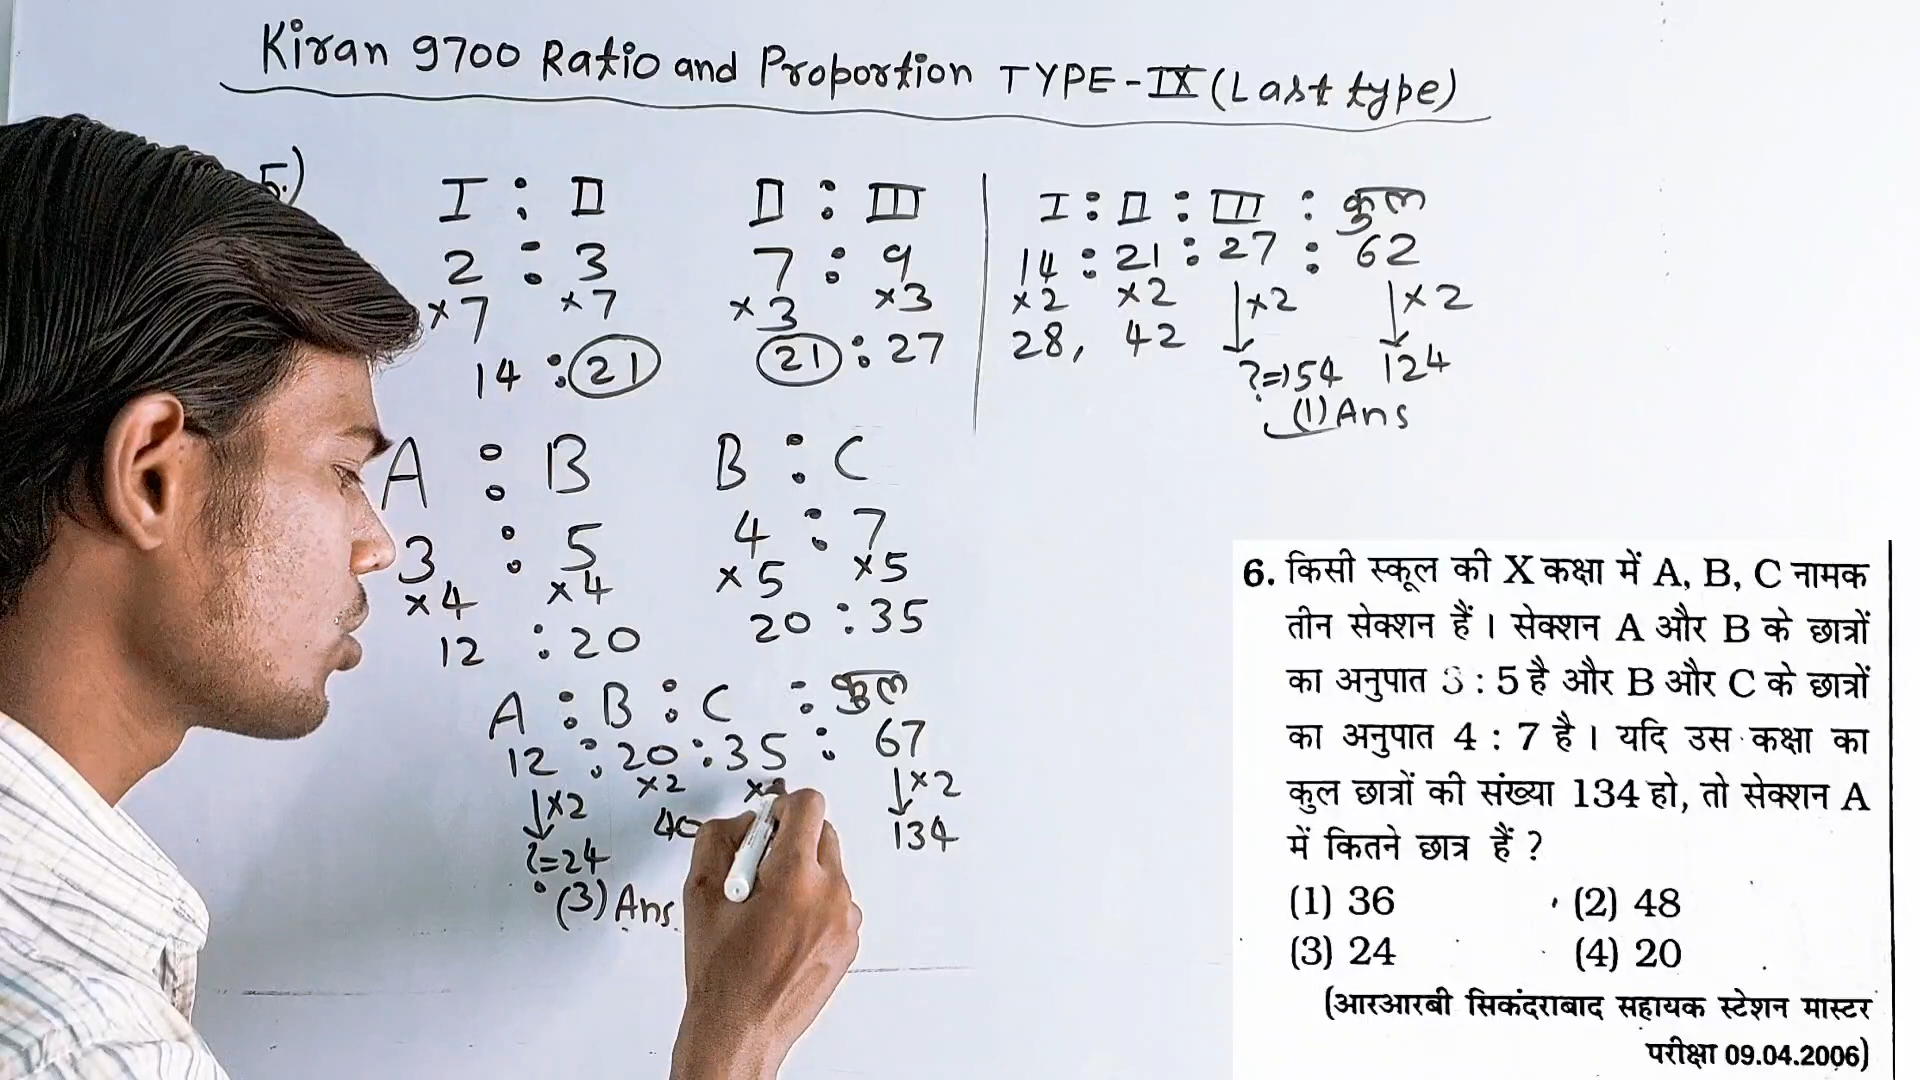 Kiran 9700 Ratio and Proportion TYPE-IX (Last type)
5.)
I : II
2 : 3
×7 ×7
14 : 21
II : III
7 : 9
×3 ×3
21 : 27
I : II : III : कुल
14 : 21 : 27 : 62
×2 ×2 ×2 ×2
28, 42 ?=)54 124
(1) Ans
A : B
3 : 5
×4 ×4
12 : 20
B : C
4 : 7
×5 ×5
20 : 35
A : B : C : कुल
12 : 20 : 35 : 67
×2 ×2 × ×2
?=24 40 134
(3) Ans
6. किसी स्कूल की X कक्षा में A, B, C नामक
तीन सेक्शन हैं । सेक्शन A और B के छात्रों
का अनुपात 3 : 5 है और B और C के छात्रों
का अनुपात 4 : 7 है । यदि उस कक्षा का
कुल छात्रों की संख्या 134 हो, तो सेक्शन A
में कितने छात्र हैं ?
(1) 36 (2) 48
(3) 24 (4) 20
(आरआरबी सिकंदराबाद सहायक स्टेशन मास्टर
परीक्षा 09.04.2006)